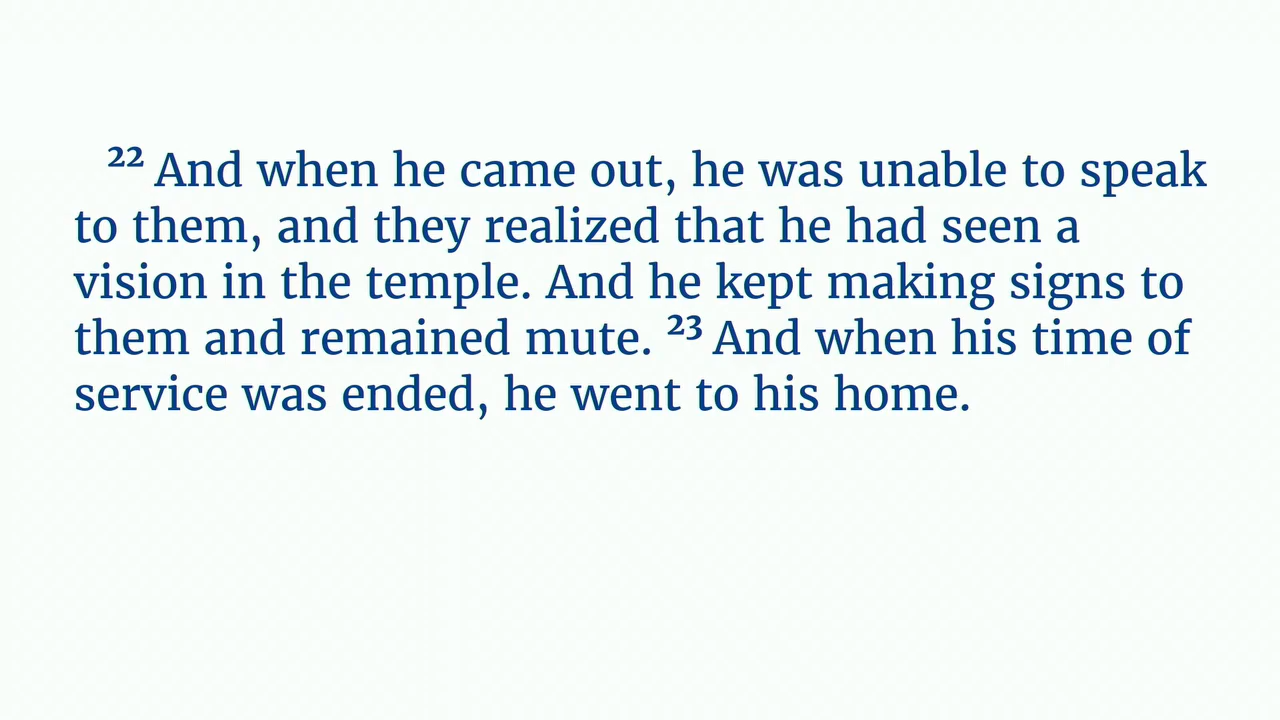 ²² And when he came out, he was unable to speak
to them, and they realized that he had seen a
vision in the temple. And he kept making signs to
them and remained mute. ²³ And when his time of
service was ended, he went to his home.